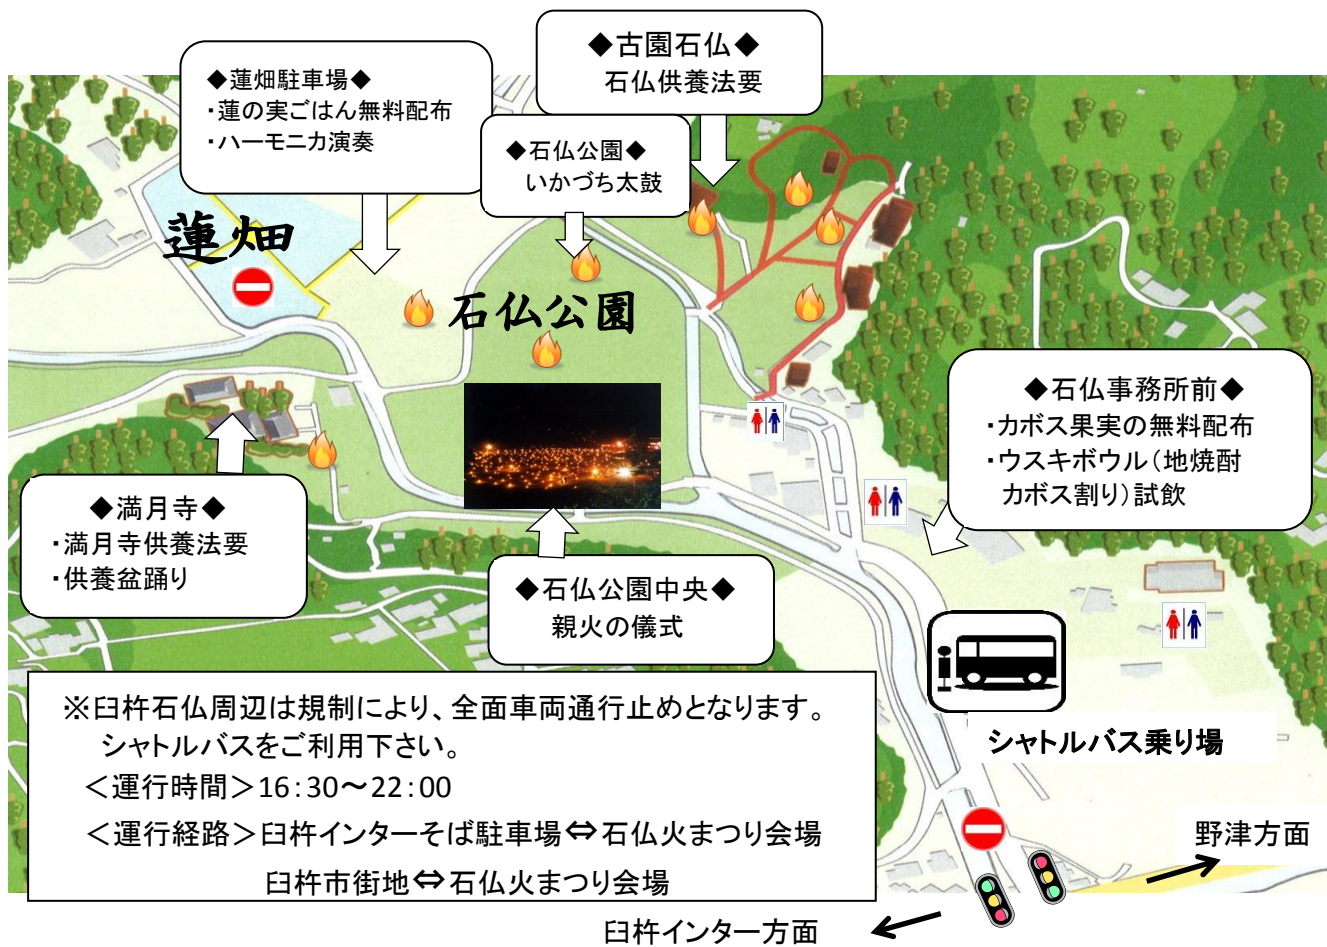 ◆古園石仏◆
石仏供養法要
◆蓮畑駐車場◆
・蓮の実ごはん無料配布
・ハーモニカ演奏
◆石仏公園◆
いかづち太鼓
蓮畑
石仏公園
◆石仏事務所前◆
・カボス果実の無料配布
・ウスキボウル（地焼酎
カボス割り）試飲
◆満月寺◆
・満月寺供養法要
・供養盆踊り
◆石仏公園中央◆
親火の儀式
シャトルバス乗り場
※臼杵石仏周辺は規制により、全面車両通行止めとなります。
シャトルバスをご利用下さい。
＜運行時間＞16：30～22：00
＜運行経路＞臼杵インターそば駐車場⇔石仏火まつり会場
臼杵市街地⇔石仏火まつり会場
野津方面
臼杵インター方面